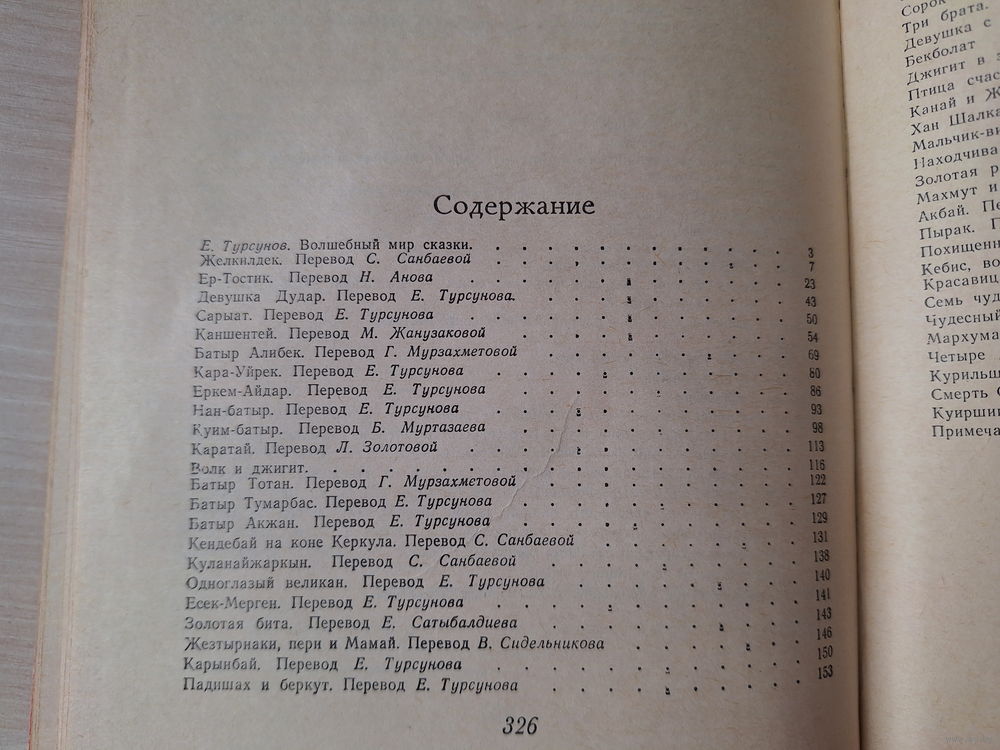 Содержание
Е. Турсунов. Волшебный мир сказки. 3
Желкилдек. Перевод С. Санбаевой 7
Ер-Тостик. Перевод Н. Анова 23
Девушка Дудар. Перевод Е. Турсунова. 43
Сарыат. Перевод Е. Турсунова 50
Каншентей. Перевод М. Жанузаковой 54
Батыр Алибек. Перевод Г. Мурзахметовой 69
Кара-Уйрек. Перевод Е. Турсунова 80
Еркем-Айдар. Перевод Е. Турсунова 86
Нан-батыр. Перевод Е. Турсунова 93
Куим-батыр. Перевод Б. Муртазаева 98
Каратай. Перевод Л. Золотовой 113
Волк и джигит. 116
Батыр Тотан. Перевод Г. Мурзахметовой 122
Батыр Тумарбас. Перевод Е. Турсунова 127
Батыр Акжан. Перевод Е. Турсунова 129
Кендебай на коне Керкула. Перевод С. Санбаевой 131
Куланайжаркын. Перевод С. Санбаевой 138
Одноглазый великан. Перевод Е. Турсунова 140
Есек-Мерген. Перевод Е. Турсунова 141
Золотая бита. Перевод Е. Сатыбалдиева 143
Жезтырнаки, пери и Мамай. Перевод В. Сидельникова 146
Карынбай. Перевод Е. Турсунова 150
Падишах и беркут. Перевод Е. Турсунова 153
326
Сорок
Три брата.
Девушка с
Бекболат
Джигит в
Птица счас
Канай и Ж
Хан Шалка
Мальчик-ви
Находчива
Золотая р
Махмут и
Акбай. Пе
Пырак. П
Похищенн
Кебис, во
Красавиц
Семь чуд
Чудесный
Мархума
Четыре
Курильщ
Смерть
Куирши
Примеча